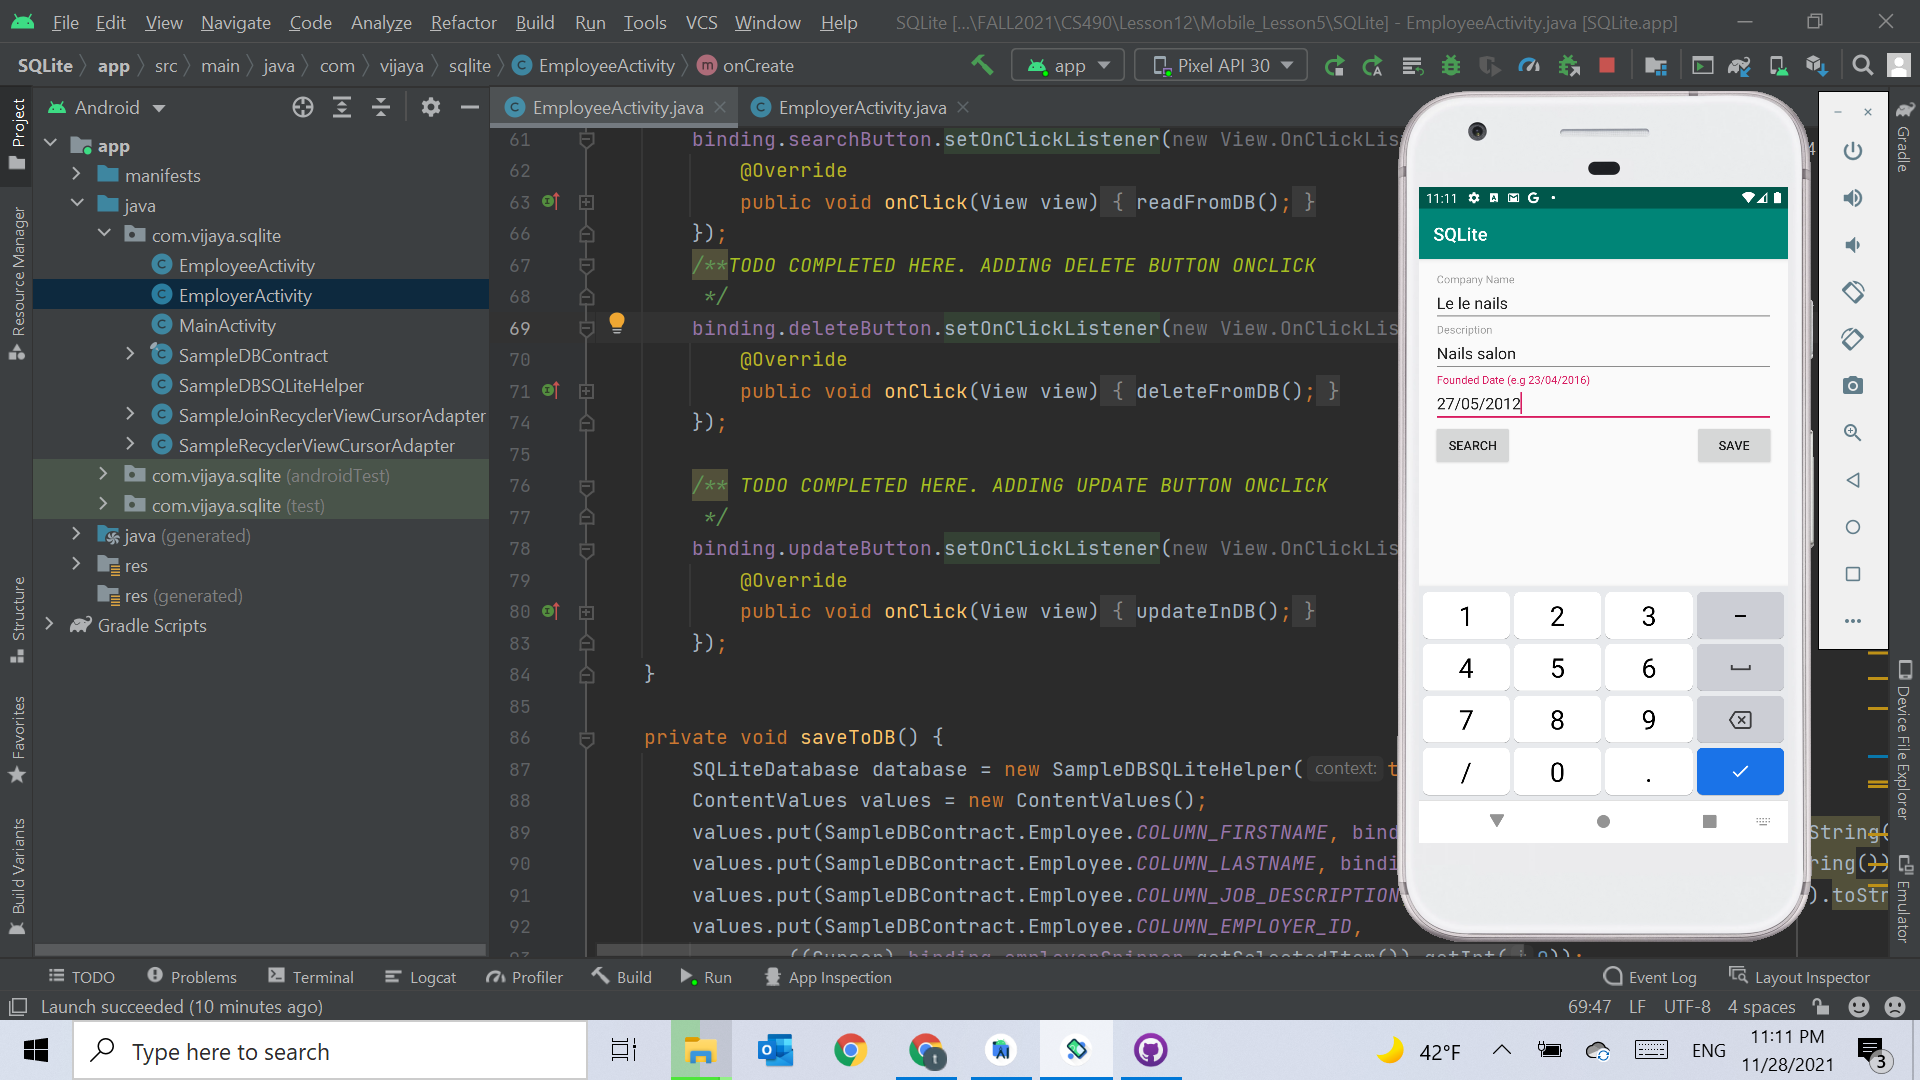 File Edit View Navigate Code Analyze Refactor Build Run Tools VCS Window Help SQLite [...\FALL2021\CS490\Lesson12\Mobile_Lesson5\SQLite] - EmployeeActivity.java [SQLite.app]
SQLite app src main java com vijaya sqlite EmployeeActivity onCreate app Pixel API 30
Android
EmployeeActivity.java EmployerActivity.java
Project
Resource Manager
Structure
Favorites
Build Variants
app
manifests
java
com.vijaya.sqlite
EmployeeActivity
EmployerActivity
MainActivity
SampleDBContract
SampleDBSQLiteHelper
SampleJoinRecyclerViewCursorAdapter
SampleRecyclerViewCursorAdapter
com.vijaya.sqlite (androidTest)
com.vijaya.sqlite (test)
java (generated)
res
res (generated)
Gradle Scripts
61 binding.searchButton.setOnClickListener(new View.OnClickLis
62 @Override
63 public void onClick(View view) { readFromDB(); }
66 });
67 /**TODO COMPLETED HERE. ADDING DELETE BUTTON ONCLICK
68 */
69 binding.deleteButton.setOnClickListener(new View.OnClickLis
70 @Override
71 public void onClick(View view) { deleteFromDB(); }
74 });
75
76 /** TODO COMPLETED HERE. ADDING UPDATE BUTTON ONCLICK
77 */
78 binding.updateButton.setOnClickListener(new View.OnClickLis
79 @Override
80 public void onClick(View view) { updateInDB(); }
83 });
84 }
85
86 private void saveToDB() {
87 SQLiteDatabase database = new SampleDBSQLiteHelper( context: t
88 ContentValues values = new ContentValues();
89 values.put(SampleDBContract.Employee.COLUMN_FIRSTNAME, bind String(
90 values.put(SampleDBContract.Employee.COLUMN_LASTNAME, bindi ring())
91 values.put(SampleDBContract.Employee.COLUMN_JOB_DESCRIPTION ).toStr
92 values.put(SampleDBContract.Employee.COLUMN_EMPLOYER_ID,
((Cursor) binding.employerSpinner.getSelectedItem()).getInt( 0));
11:11
SQLite
Company Name
Le le nails
Description
Nails salon
Founded Date (e.g 23/04/2016)
27/05/2012
SEARCH SAVE
1 2 3 –
4 5 6
7 8 9
/ 0 .
Gradle
Device File Explorer
Emulator
TODO Problems Terminal Logcat Profiler Build Run App Inspection Event Log Layout Inspector
Launch succeeded (10 minutes ago) 69:47 LF UTF-8 4 spaces
Type here to search 42°F ENG 11:11 PM
11/28/2021 3